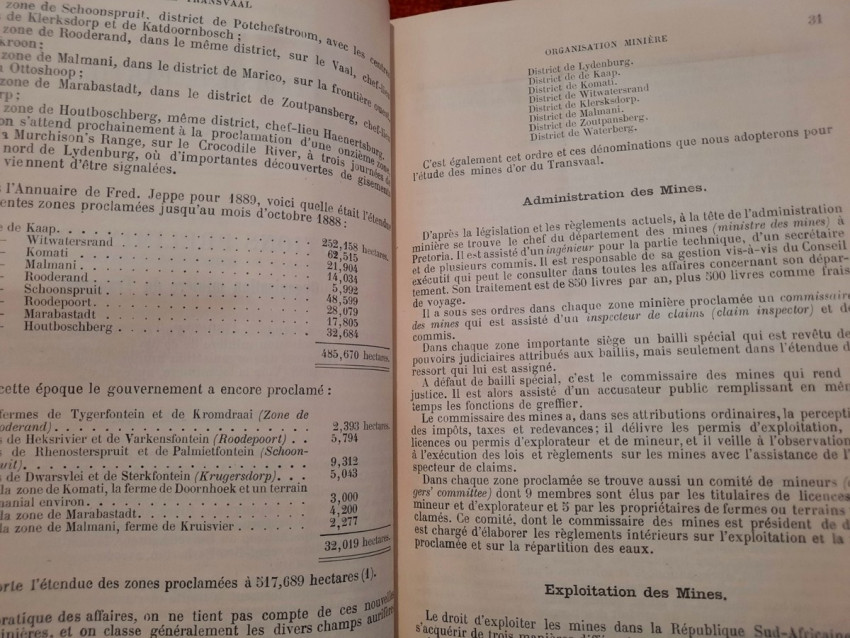 TRANSVAAL
zone de Schoonspruit, district de Potchefstroom, avec les centres
de Klerksdorp et de Katdoornbosch;
zone de Rooderand, dans le même district, sur le Vaal, chef-lieu
kroon;
zone de Malmani, dans le district de Marico, sur la frontière ouest,
Ottoshoop;
zone de Marabastadt, dans le district de Zoutpansberg, chef-lieu
rp;
zone de Houtboschberg, même district, chef-lieu Haenertsburg.
on s'attend prochainement à la proclamation d'une onzième zone
a Murchison's Range, sur le Crocodile River, à trois journées de
nord de Lydenburg, où d'importantes découvertes de gisements
viennent d'être signalées.
l'Annuaire de Fred. Jeppe pour 1889, voici quelle était l'étendue
entes zones proclamées jusqu'au mois d'octobre 1888:
e de Kaap. 252,158 hectares.
— Witwatersrand 62,515
— Komati 21,904
— Malmani 14,034
— Rooderand 5,992
— Schoonspruit 48,599
— Roodepoort 28,079
— Marabastadt 17,805
— Houtboschberg 32,684
485,670 hectares.
cette époque le gouvernement a encore proclamé:
fermes de Tygerfontein et de Kromdraai (Zone de
oderand) 2,393 hectares.
s de Heksrivier et de Varkensfontein (Roodepoort) 5,794
s de Rhenosterspruit et de Palmietfontein (Schoon-
ruit) 9,312
s de Dwarsvlei et de Sterkfontein (Krugersdorp) 5,043
la zone de Komati, la ferme de Doornhoek et un terrain
manial environ 3,000
la zone de Marabastadt. 4,200
la zone de Malmani, ferme de Kruisvier 2,277
32,019 hectares.
orte l'étendue des zones proclamées à 517,689 hectares (1).
pratique des affaires, on ne tient pas compte de ces nouvelles
minières, et on classe généralement les divers champs aurifères
31
ORGANISATION MINIÈRE
District de Lydenburg.
District de de Kaap.
District de Komati.
District de Witwatersrand
District de Klersksdorp.
District de Malmani.
District de Zoutpansberg.
District de Waterberg.
C'est également cet ordre et ces dénominations que nous adopterons pour
l'étude des mines d'or du Transvaal.
Administration des Mines.
D'après la législation et les règlements actuels, à la tête de l'administration
minière se trouve le chef du département des mines (ministre des mines) à
Pretoria. Il est assisté d'un ingénieur pour la partie technique, d'un secrétaire
et de plusieurs commis. Il est responsable de sa gestion vis-à-vis du Conseil
exécutif qui peut le consulter dans toutes les affaires concernant son dépar-
tement. Son traitement est de 850 livres par an, plus 500 livres comme frais
de voyage.
Il a sous ses ordres dans chaque zone minière proclamée un commissaire
des mines qui est assisté d'un inspecteur de claims (claim inspector) et de
commis.
Dans chaque zone importante siège un bailli spécial qui est revêtu de
pouvoirs judiciaires attribués aux baillis, mais seulement dans l'étendue d
ressort qui lui est assigné.
A défaut de bailli spécial, c'est le commissaire des mines qui rend
justice. Il est alors assisté d'un accusateur public remplissant en mêm
temps les fonctions de greffier.
Le commissaire des mines a, dans ses attributions ordinaires, la percepti
des impôts, taxes et redevances; il délivre les permis d'exploitation,
licences ou permis d'explorateur et de mineur, et il veille à l'observation
à l'exécution des lois et règlements sur les mines avec l'assistance de l'i
specteur de claims.
Dans chaque zone proclamée se trouve aussi un comité de mineurs (
gers' committee) dont 9 membres sont élus par les titulaires de licences
mineur et d'explorateur et 5 par les propriétaires de fermes ou terrains
clamés. Ce comité, dont le commissaire des mines est président de d
est chargé d'élaborer les règlements intérieurs sur l'exploitation et la
proclamée et sur la répartition des eaux.
Exploitation des Mines.
Le droit d'exploiter les mines dans la République Sud-Africaine
s'acquérir de trois manières